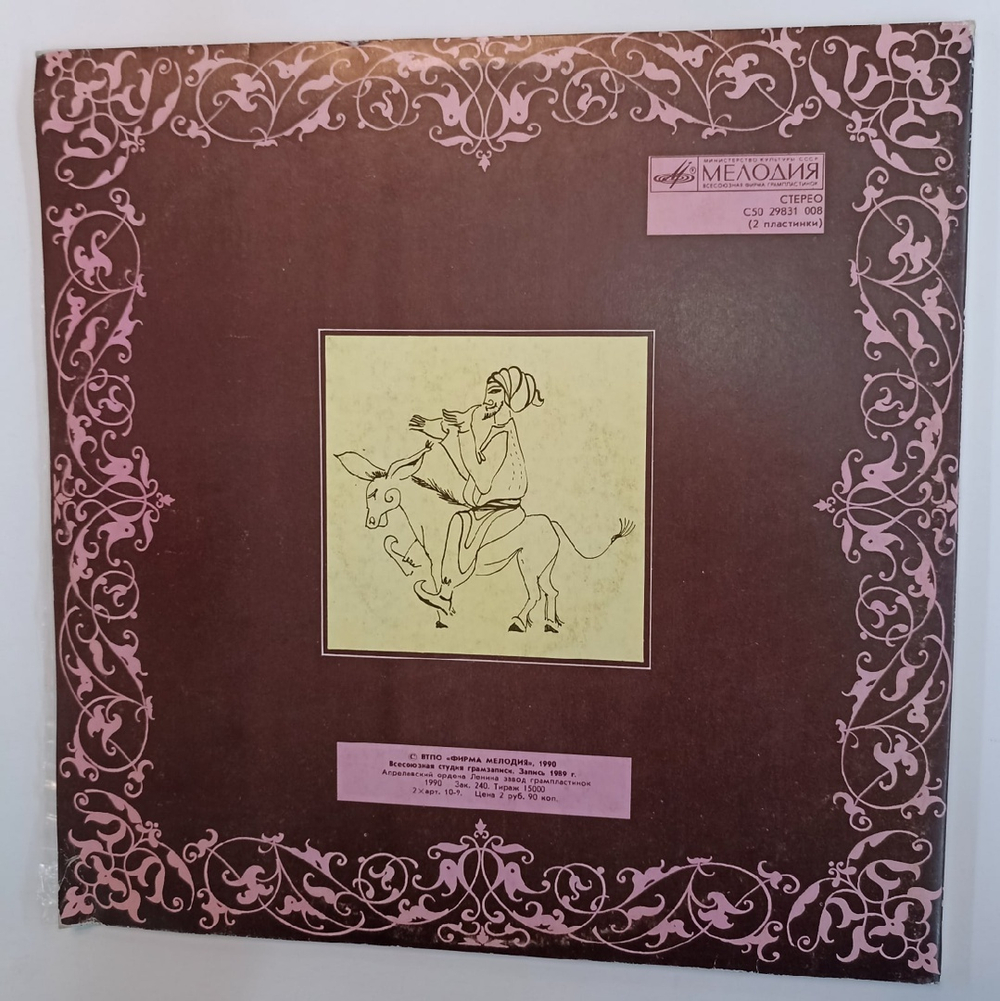 МИНИСТЕРСТВО КУЛЬТУРЫ СССР
МЕЛОДИЯ
ВСЕСОЮЗНАЯ ФИРМА ГРАМПЛАСТИНОК
СТЕРЕО
С50 29831 008
(2 пластинки)
© ВТПО «ФИРМА МЕЛОДИЯ», 1990
Всесоюзная студия грамзаписи. Запись 1989 г.
Апрелевский ордена Ленина завод грампластинок
1990 Зак. 240. Тираж 15000
2×арт. 10-9. Цена 2 руб. 90 коп.